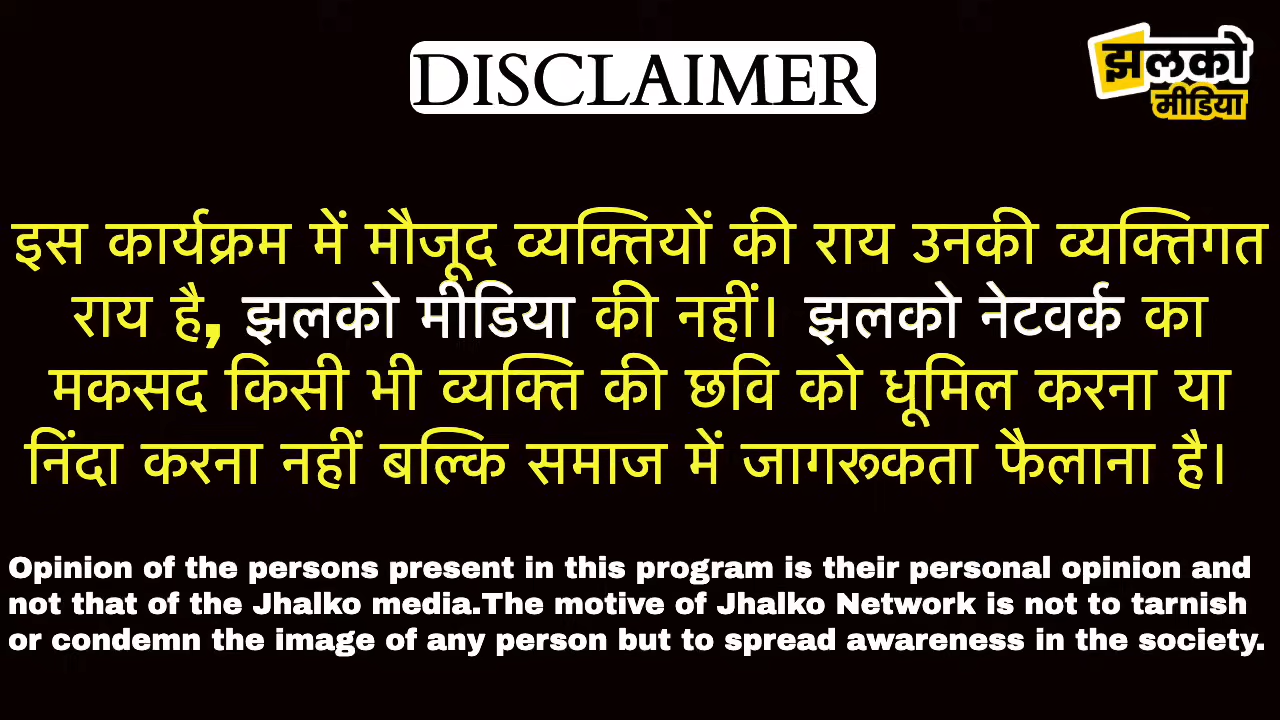 DISCLAIMER
झलको
मीडिया
इस कार्यक्रम में मौजूद व्यक्तियों की राय उनकी व्यक्तिगत
राय है, झलको मीडिया की नहीं। झलको नेटवर्क का
मकसद किसी भी व्यक्ति की छवि को धूमिल करना या
निंदा करना नहीं बल्कि समाज में जागरूकता फैलाना है।
Opinion of the persons present in this program is their personal opinion and
not that of the Jhalko media.The motive of Jhalko Network is not to tarnish
or condemn the image of any person but to spread awareness in the society.